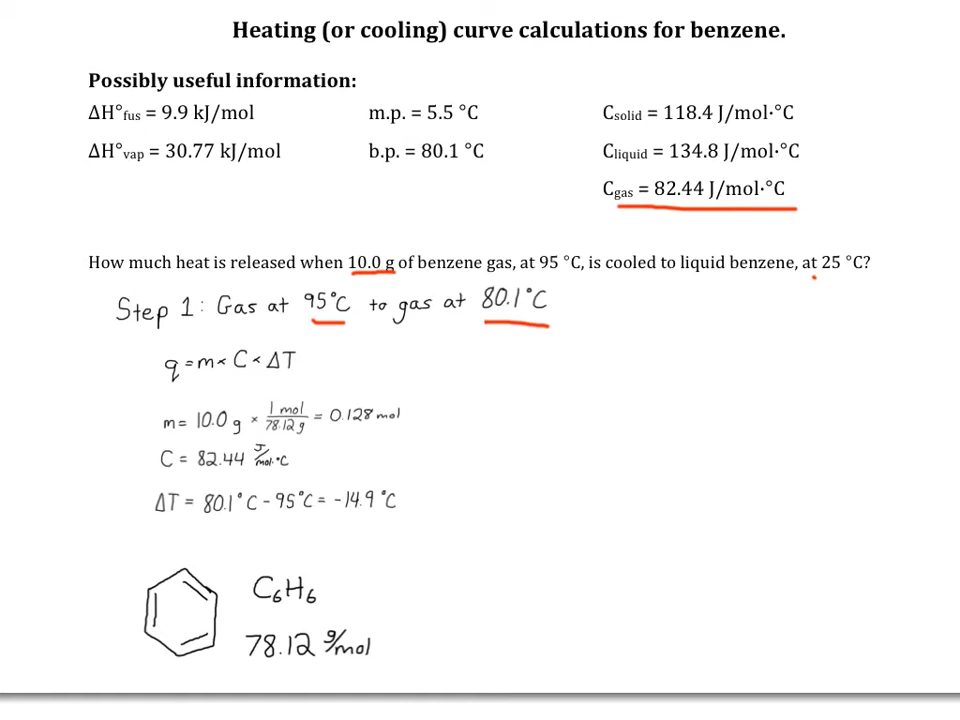 Heating (or cooling) curve calculations for benzene.
Possibly useful information:
ΔH°fus = 9.9 kJ/mol m.p. = 5.5 °C Csolid = 118.4 J/mol·°C
ΔH°vap = 30.77 kJ/mol b.p. = 80.1 °C Cliquid = 134.8 J/mol·°C
Cgas = 82.44 J/mol·°C
How much heat is released when 10.0 g of benzene gas, at 95 °C, is cooled to liquid benzene, at 25 °C?
Step 1: Gas at 95°C to gas at 80.1°C
q = m × C × ΔT
m = 10.0 g × 1 mol/78.12 g = 0.128 mol
C = 82.44 J/mol·°C
ΔT = 80.1°C - 95°C = -14.9 °C
C6H6
78.12 g/mol